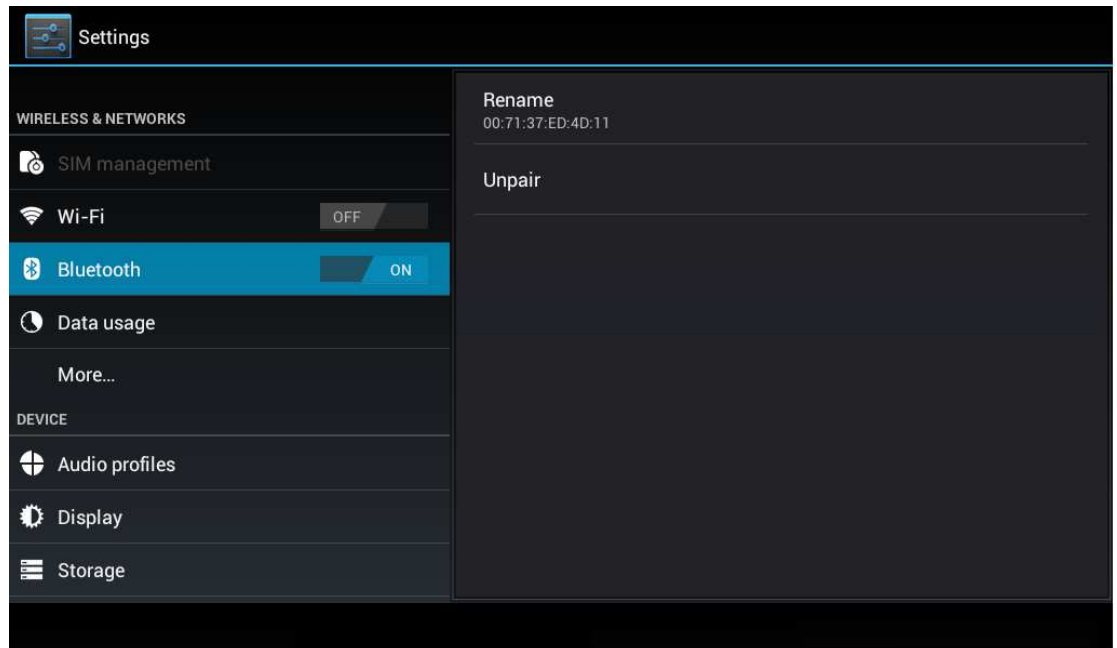 Settings
WIRELESS & NETWORKS
SIM management
Wi-Fi OFF
Bluetooth ON
Data usage
More...
DEVICE
Audio profiles
Display
Storage
Rename
00:71:37:ED:4D:11
Unpair